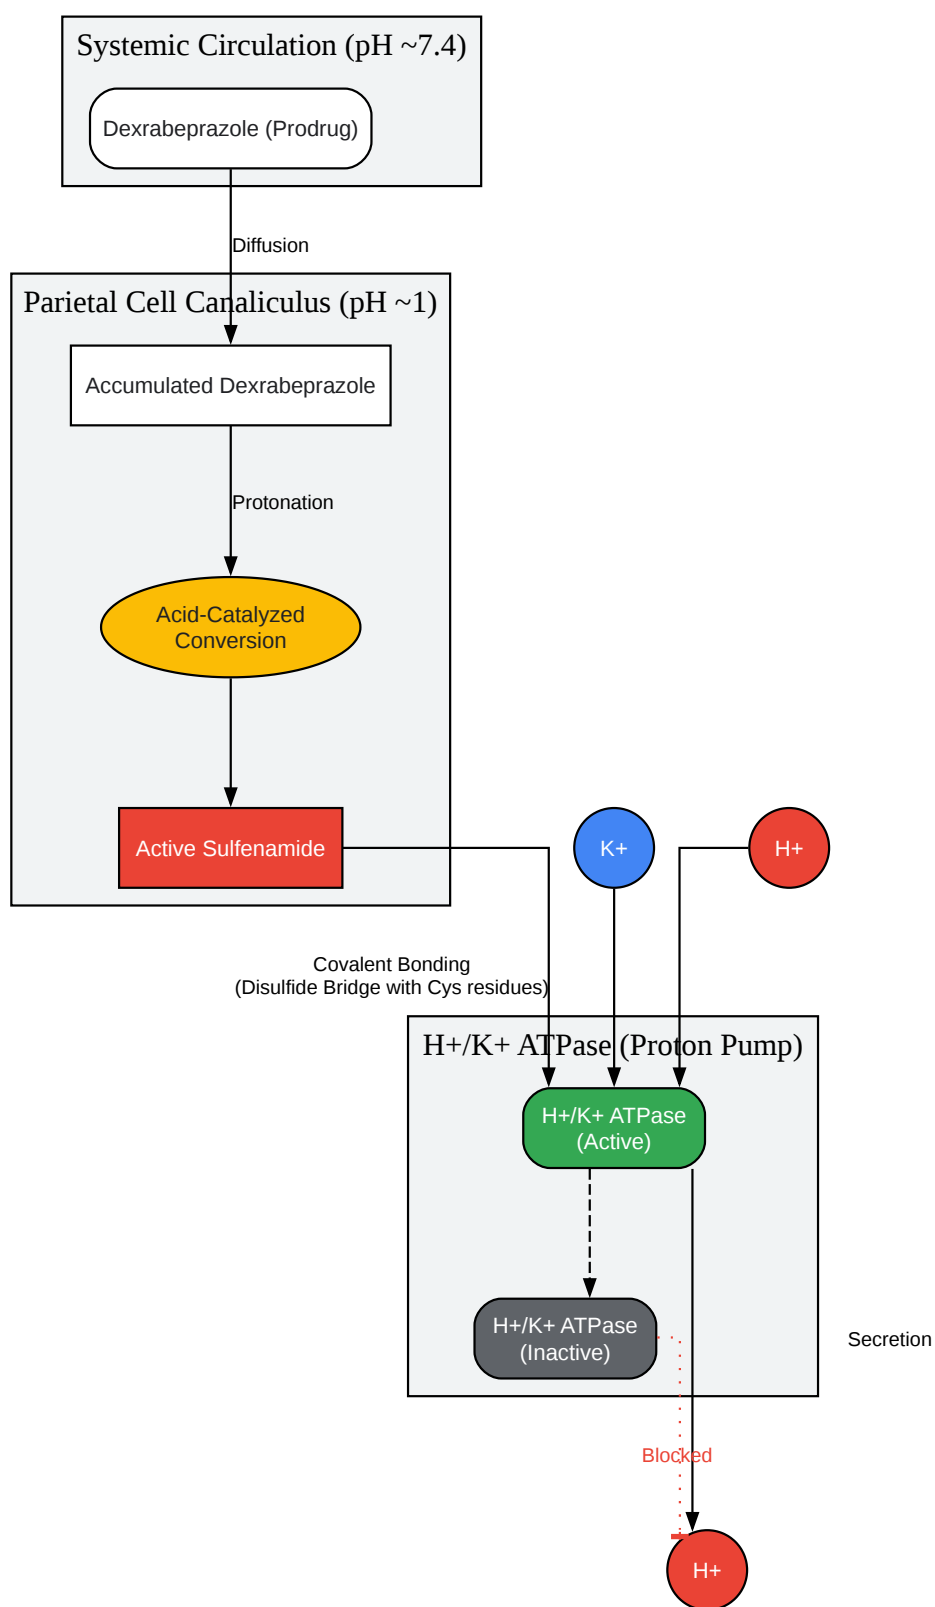 Systemic Circulation (pH ~7.4)
Dexrabeprazole (Prodrug)
Diffusion
Parietal Cell Canaliculus (pH ~1)
Accumulated Dexrabeprazole
Protonation
Acid-Catalyzed
Conversion
Active Sulfenamide
K+
H+
Covalent Bonding
(Disulfide Bridge with Cys residues)
H+/K+ ATPase (Proton Pump)
H+/K+ ATPase
(Active)
H+/K+ ATPase
(Inactive)
Secretion
Blocked
H+